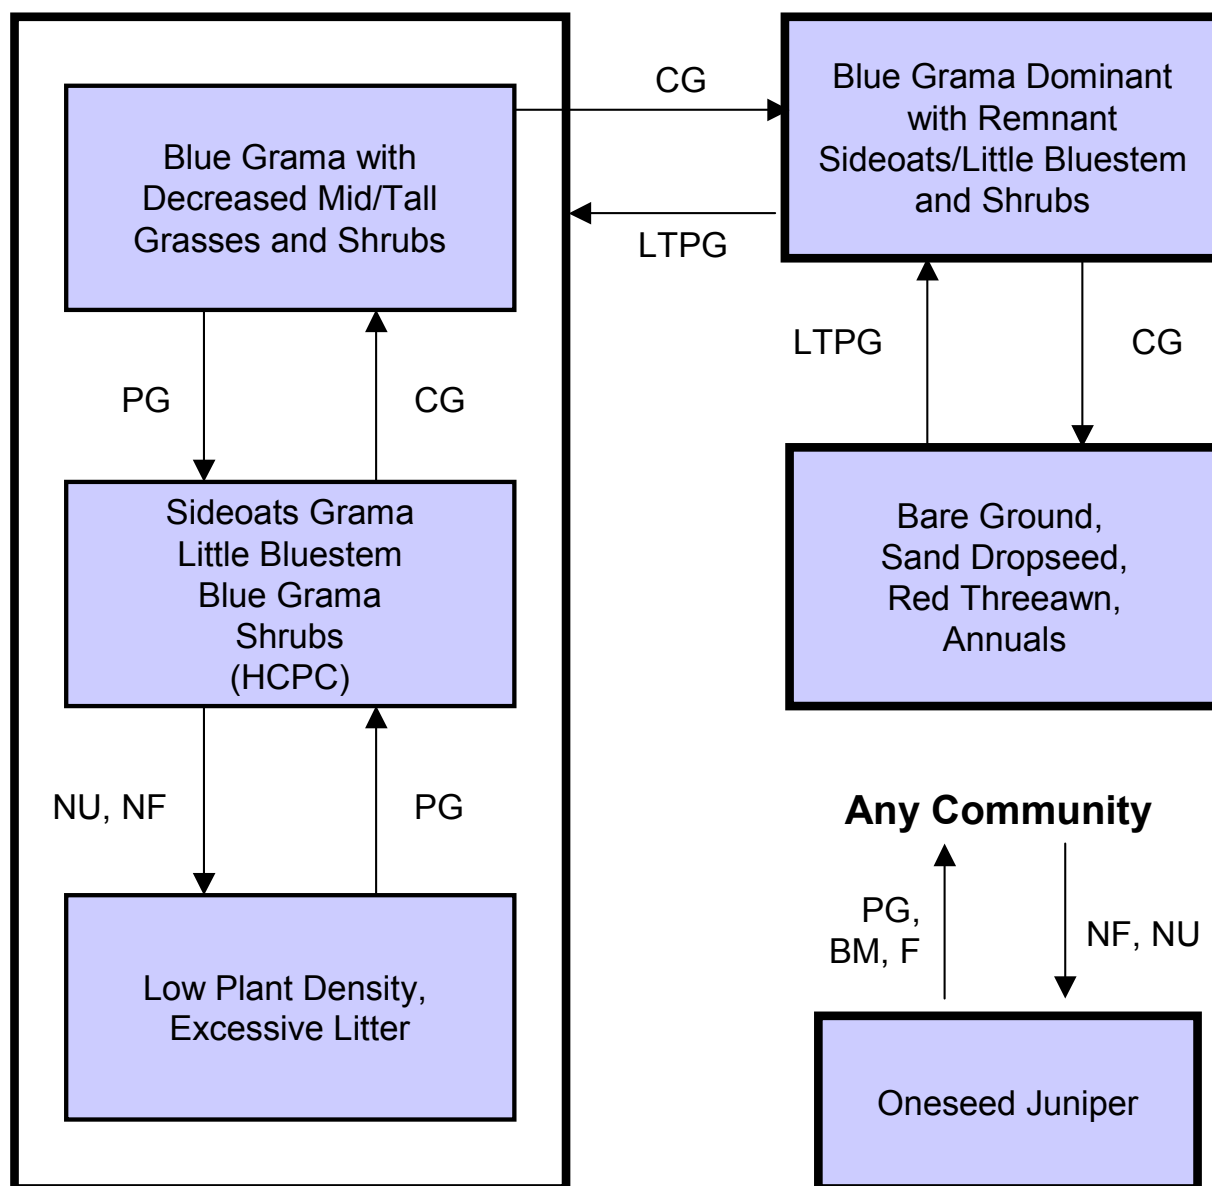 Blue Grama with
Decreased Mid/Tall
Grasses and Shrubs
CG
LTPG
Blue Grama Dominant
with Remnant
Sideoats/Little Bluestem
and Shrubs
PG
CG
LTPG
CG
Sideoats Grama
Little Bluestem
Blue Grama
Shrubs
(HCPC)
Bare Ground,
Sand Dropseed,
Red Threeawn,
Annuals
NU, NF
PG
Any Community
PG,
BM, F
NF, NU
Low Plant Density,
Excessive Litter
Oneseed Juniper